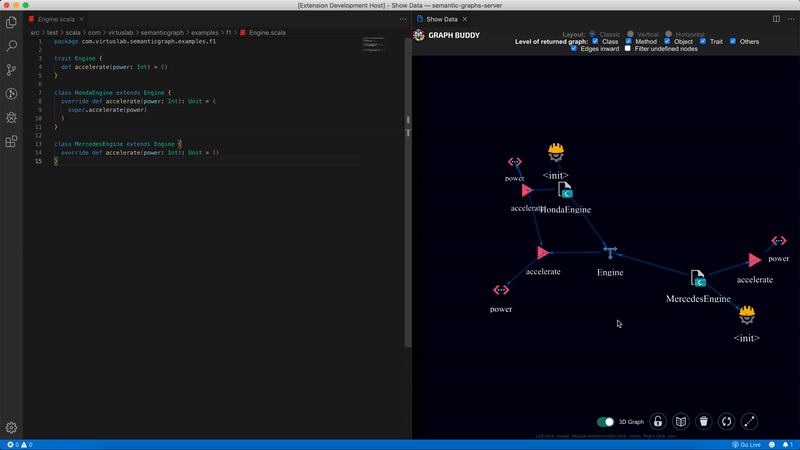 [Extension Development Host] - Show Data - semantic-graphs-server
Engine.scala
src > test > scala > com > virtuslab > semanticgraph > examples > f1 > Engine.scala
1 package com.virtuslab.semanticgraph.examples.f1
2
3 trait Engine {
4 def accelerate(power: Int) = ()
5 }
6
7 class HondaEngine extends Engine {
8 override def accelerate(power: Int): Unit = {
9 super.accelerate(power)
10 }
11 }
12
13 class MercedesEngine extends Engine {
14 override def accelerate(power: Int): Unit = ()
15 }
Show Data
GRAPH BUDDY
Layout: Classic Vertical Horizontal
Level of returned graph: Class Method Object Trait Others
Edges inward Filter undefined nodes
<init>
power
accelerate
HondaEngine
power
accelerate
Engine
accelerate
MercedesEngine
power
<init>
3D Graph
Left-click: rotate, Mouse-wheel/middle-click: zoom, Right-click: pan
0 0
Go Live
1